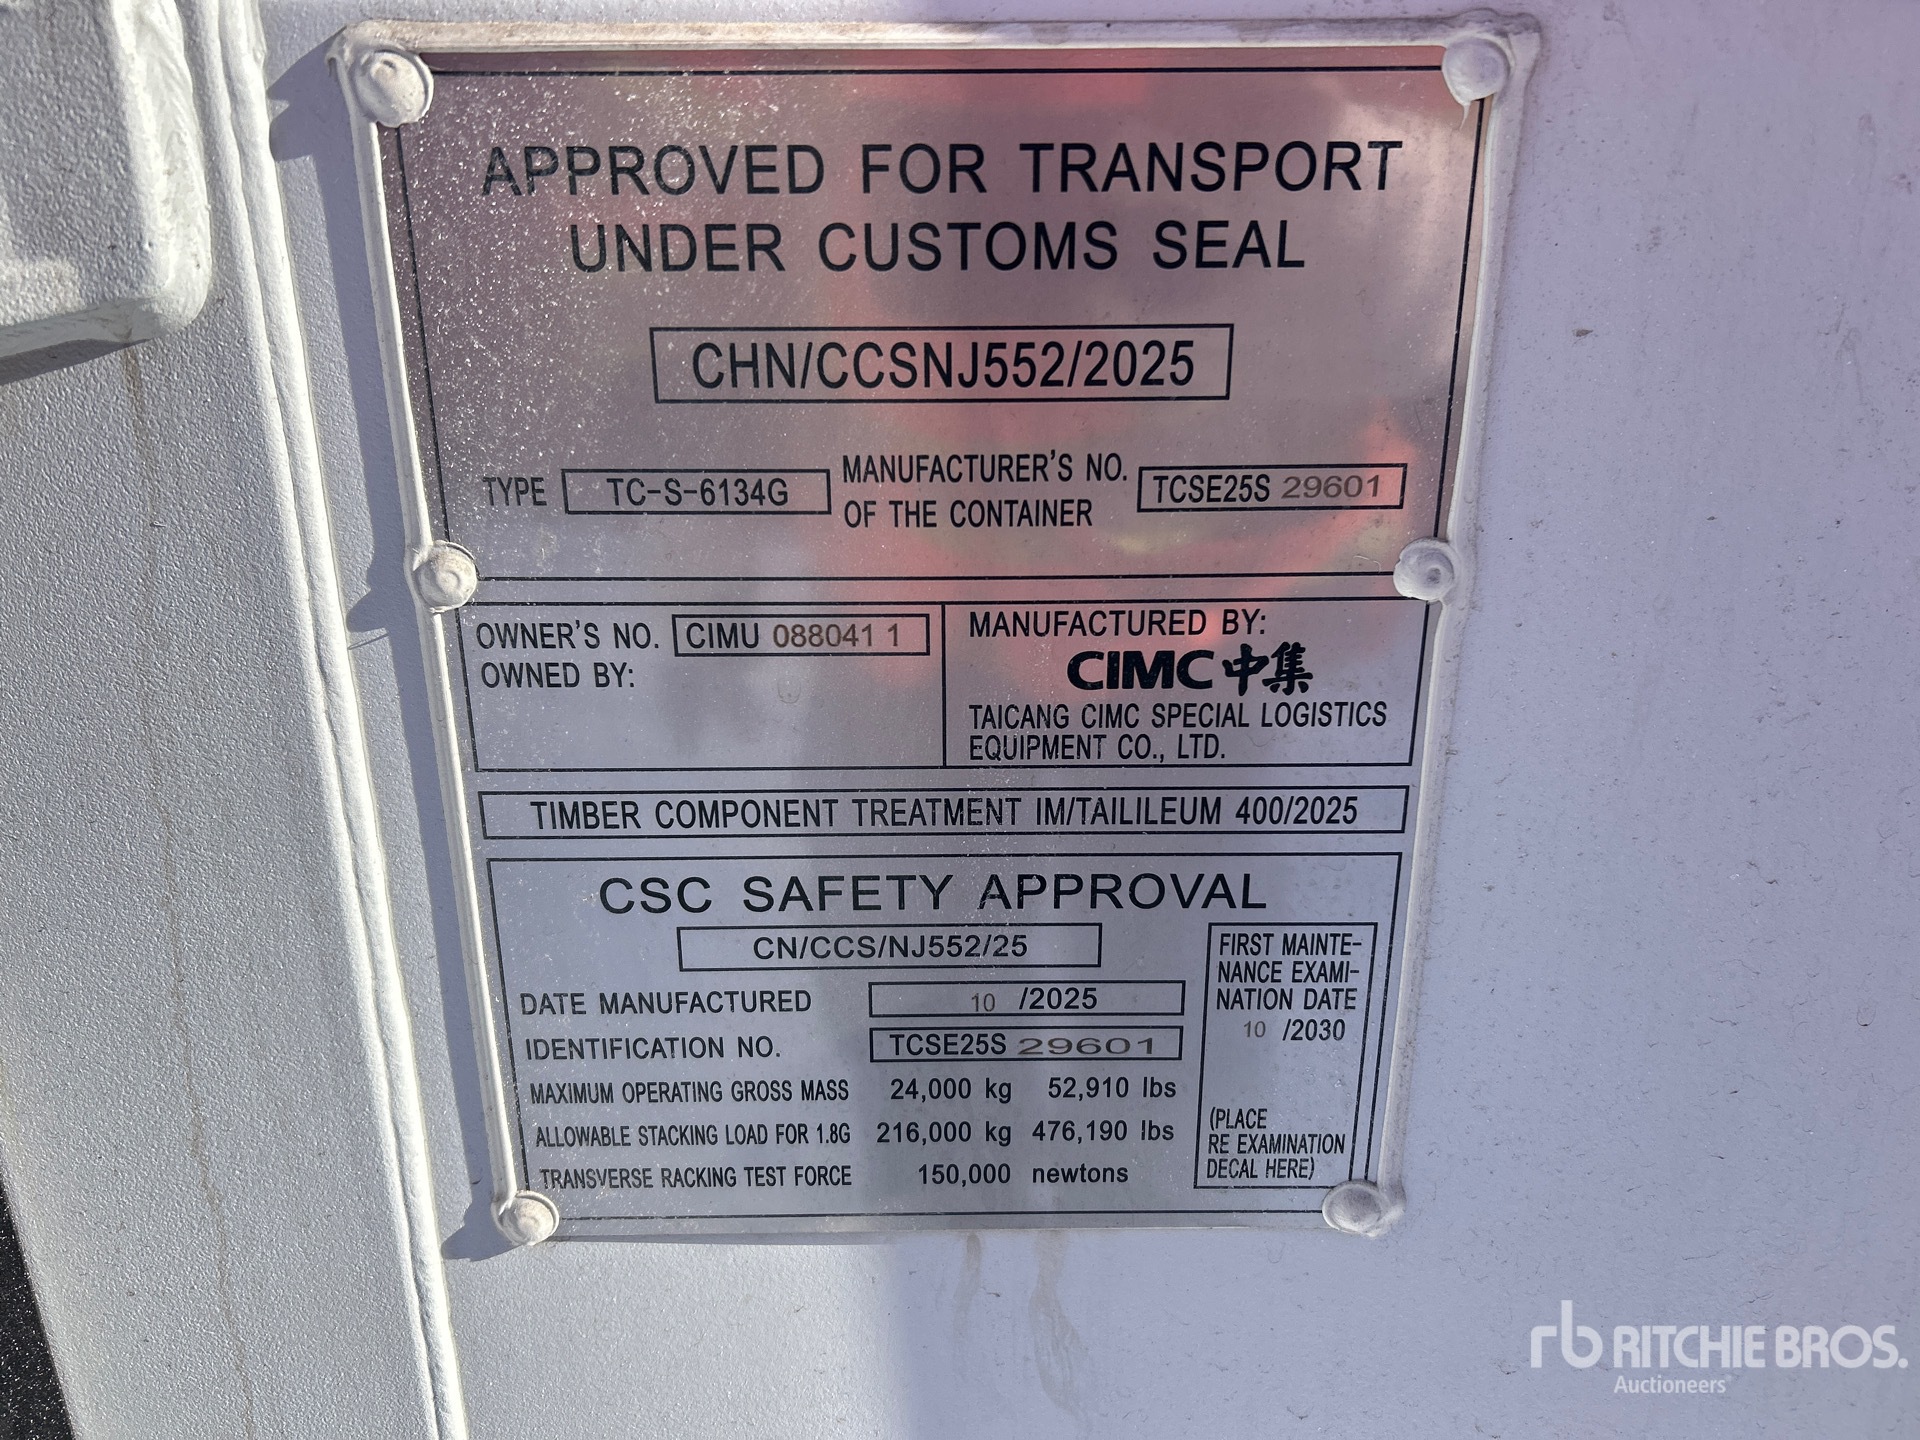 APPROVED FOR TRANSPORT
UNDER CUSTOMS SEAL
CHN/CCSNJ552/2025
TYPE TC-S-6134G MANUFACTURER'S NO. OF THE CONTAINER TCSE25S 29601
OWNER'S NO. CIMU 088041 1
OWNED BY:
MANUFACTURED BY:
CIMC中集
TAICANG CIMC SPECIAL LOGISTICS
EQUIPMENT CO., LTD.
TIMBER COMPONENT TREATMENT IM/TAILILEUM 400/2025
CSC SAFETY APPROVAL
CN/CCS/NJ552/25
DATE MANUFACTURED 10 /2025
IDENTIFICATION NO. TCSE25S 29601
MAXIMUM OPERATING GROSS MASS 24,000 kg 52,910 lbs
ALLOWABLE STACKING LOAD FOR 1.8G 216,000 kg 476,190 lbs
TRANSVERSE RACKING TEST FORCE 150,000 newtons
FIRST MAINTE-
NANCE EXAMI-
NATION DATE
10 /2030
(PLACE
RE EXAMINATION
DECAL HERE)
rb RITCHIE BROS.
Auctioneers